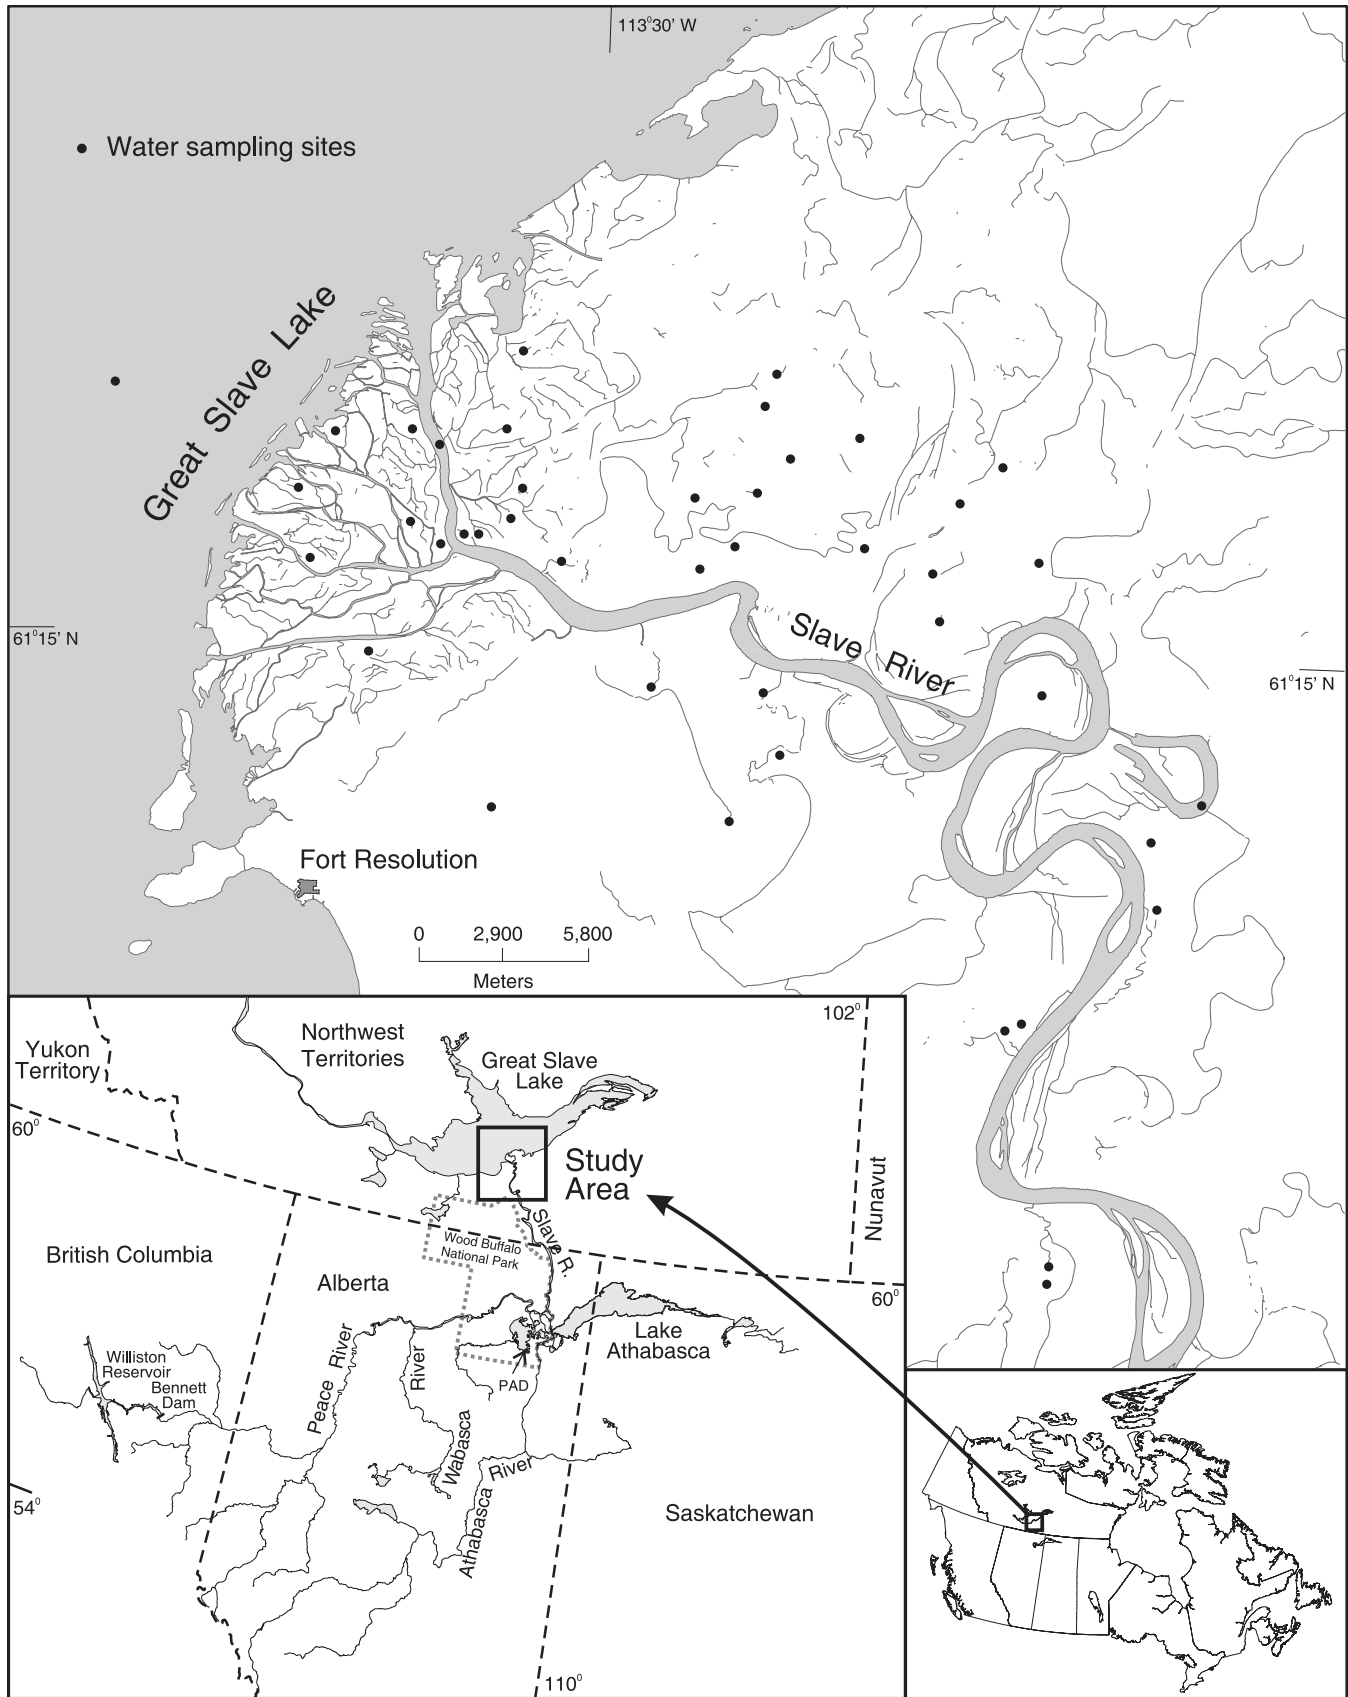 113°30' W
Water sampling sites
Great Slave Lake
61°15' N
Slave River
61°15' N
Fort Resolution
0 2,900 5,800
Meters
102°
Yukon
Territory
Northwest
Territories
Great Slave
Lake
60°
Study
Area
Nunavut
Slave R.
Wood Buffalo
National Park
British Columbia
Alberta
60°
Lake
Athabasca
Williston
Reservoir
Bennett
Dam
Peace River
River
PAD
Wabasca
Athabasca River
54°
Saskatchewan
110°